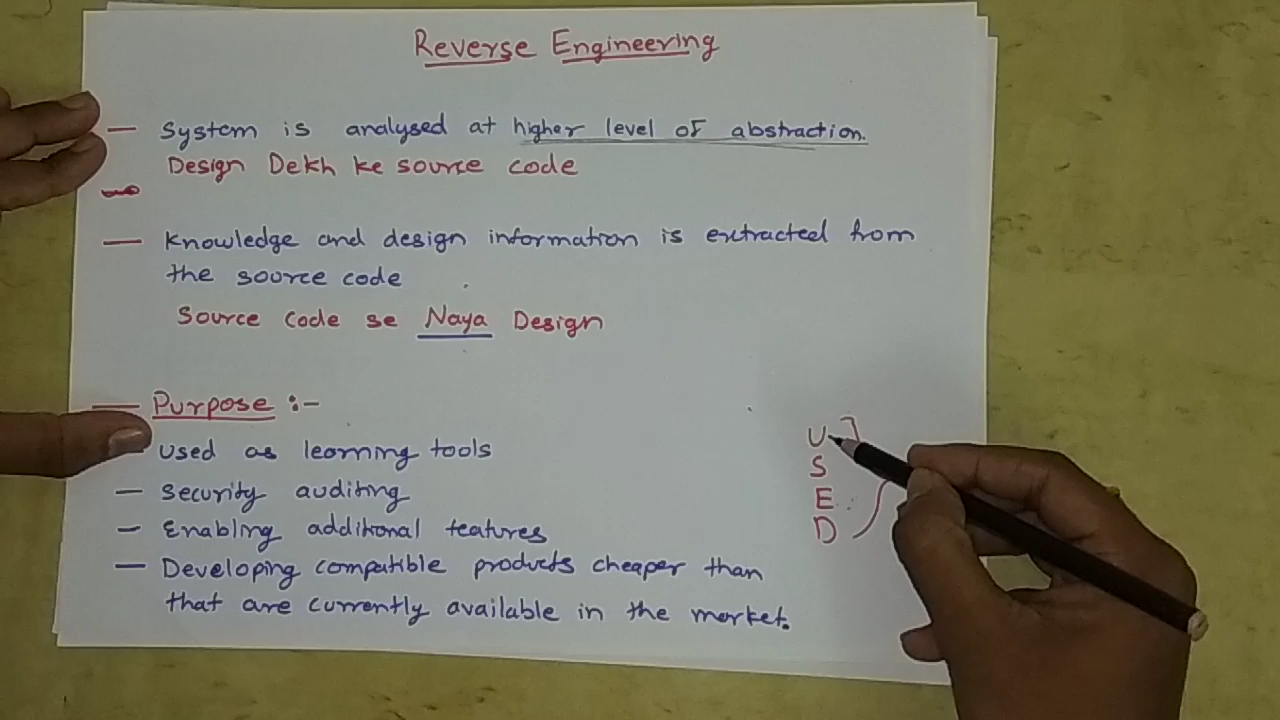 Reverse Engineering
— System is analysed at higher level of abstraction.
Design Dekh ke source code
— Knowledge and design information is extracted from
the source code
Source Code se Naya Design
— Purpose :-
used as learning tools
— Security auditing
— Enabling additional features
— Developing compatible products cheaper than
that are currently available in the market.
U
S
E
D